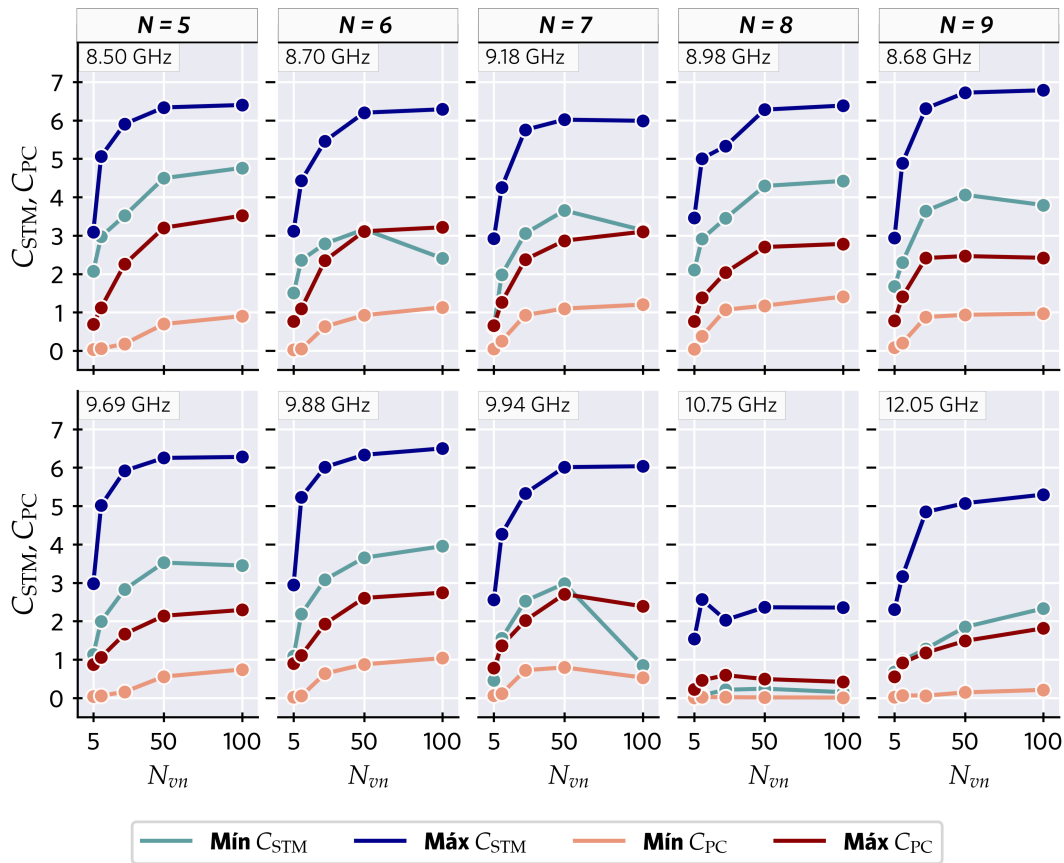 N = 5 N = 6 N = 7 N = 8 N = 9
8.50 GHz 8.70 GHz 9.18 GHz 8.98 GHz 8.68 GHz
7
6
5
4
3
2
1
0
C_STM, C_PC
9.69 GHz 9.88 GHz 9.94 GHz 10.75 GHz 12.05 GHz
7
6
5
4
3
2
1
0
C_STM, C_PC
5 50 100 5 50 100 5 50 100 5 50 100 5 50 100
N_vn N_vn N_vn N_vn N_vn
Mín C_STM Máx C_STM Mín C_PC Máx C_PC